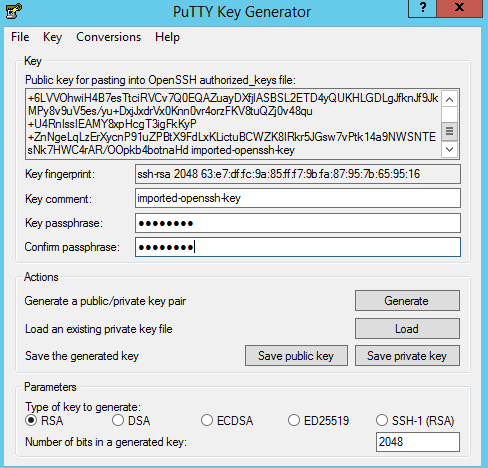 PuTTY Key Generator
?
X
File Key Conversions Help
Key
Public key for pasting into OpenSSH authorized_keys file:
+6LVVOhwiH4B7esTtciRVCv7Q0EQAZuayDXfjlASBSL2ETD4yQUKHLGDLgJfknJf9Jk
MPy8v9uV5es/yu+DxjJxdrVx0Knn0vr4orzFKV8tuQZj0v48qu
+U4RnIssIEAMY8xpHcgT3igFkKyP
+ZnNgeLqLzErXycnP91uZPBtX9FdLxKLictuBCWZK8IRkr5JGsw7vPtk14a9NWSNTE
sNk7HWC4rAR/OOpkb4botnaHd imported-openssh-key
Key fingerprint: ssh-rsa 2048 63:e7:df:fc:9a:85:ff:f7:9b:fa:87:95:7b:65:95:16
Key comment: imported-openssh-key
Key passphrase: ●●●●●●●●
Confirm passphrase: ●●●●●●●●
Actions
Generate a public/private key pair Generate
Load an existing private key file Load
Save the generated key Save public key Save private key
Parameters
Type of key to generate:
RSA DSA ECDSA ED25519 SSH-1 (RSA)
Number of bits in a generated key: 2048